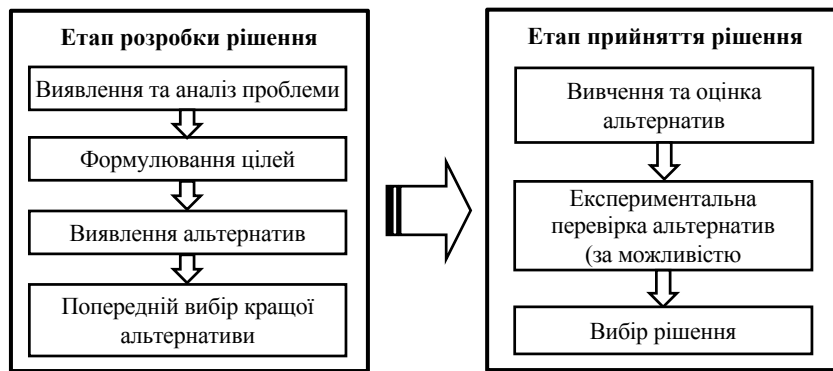 Етап розробки рішення
Виявлення та аналіз проблеми
Формулювання цілей
Виявлення альтернатив
Попередній вибір кращої
альтернативи
Етап прийняття рішення
Вивчення та оцінка
альтернатив
Експериментальна
перевірка альтернатив
(за можливістю
Вибір рішення